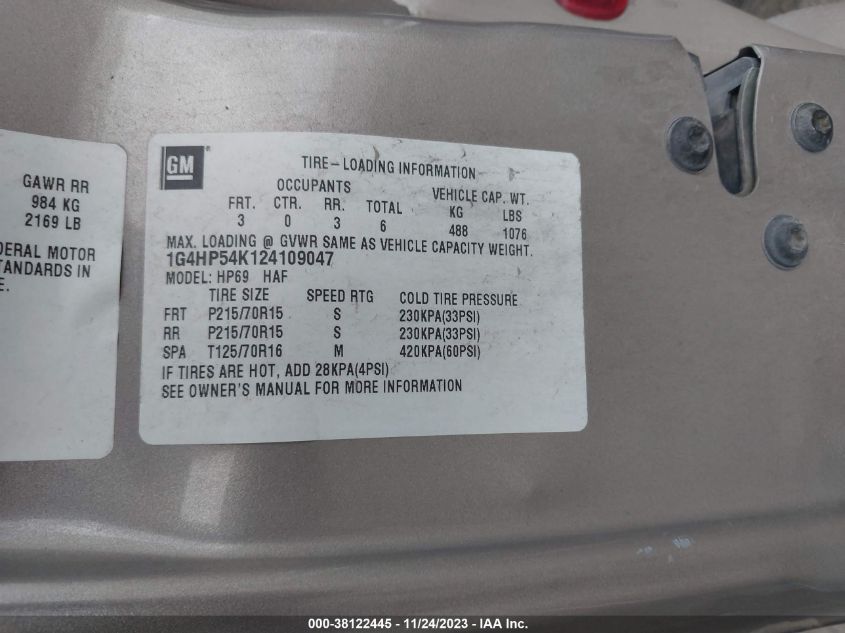 GAWR RR
984 KG
2169 LB
DERAL MOTOR
STANDARDS IN
E.
GM
TIRE-LOADING INFORMATION
OCCUPANTS VEHICLE CAP. WT.
FRT. CTR. RR. TOTAL KG LBS
3 0 3 6 488 1076
MAX. LOADING @ GVWR SAME AS VEHICLE CAPACITY WEIGHT.
1G4HP54K124109047
MODEL: HP69 HAF
TIRE SIZE SPEED RTG COLD TIRE PRESSURE
FRT P215/70R15 S 230KPA(33PSI)
RR P215/70R15 S 230KPA(33PSI)
SPA T125/70R16 M 420KPA(60PSI)
IF TIRES ARE HOT, ADD 28KPA(4PSI)
SEE OWNER'S MANUAL FOR MORE INFORMATION
000-38122445 - 11/24/2023 - IAA Inc.